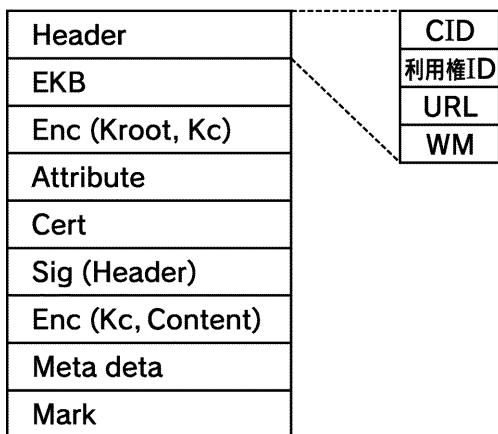 Header
EKB
Enc (Kroot, Kc)
Attribute
Cert
Sig (Header)
Enc (Kc, Content)
Meta deta
Mark
CID
利用権ID
URL
WM